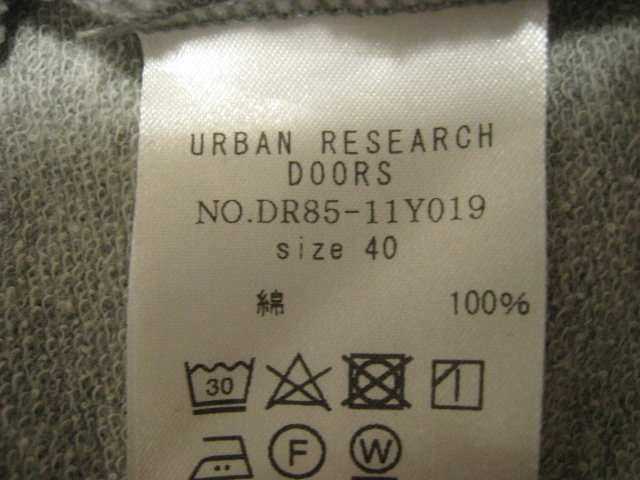 URBAN RESEARCH
DOORS
NO.DR85-11Y019
size 40
綿 100%
30
F W